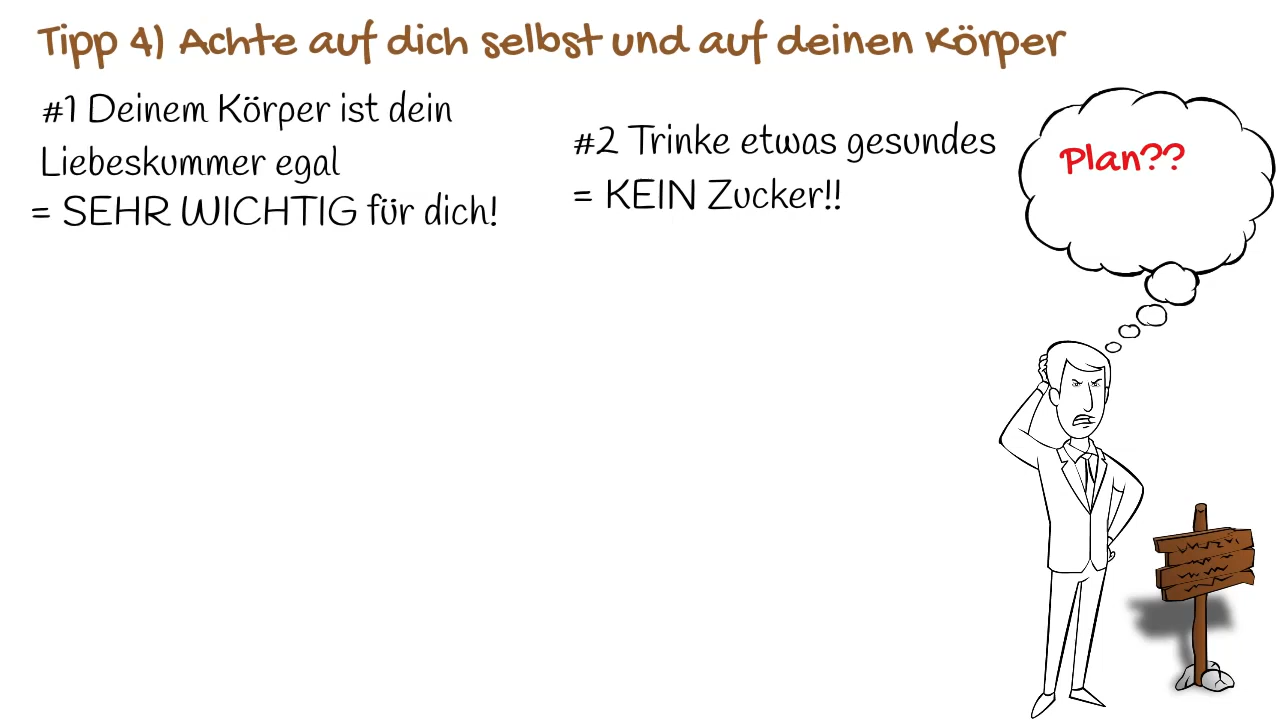 Tipp 4) Achte auf dich selbst und auf deinen Körper
#1 Deinem Körper ist dein
Liebeskummer egal
= SEHR WICHTIG für dich!
#2 Trinke etwas gesundes
= KEIN Zucker!!
Plan??